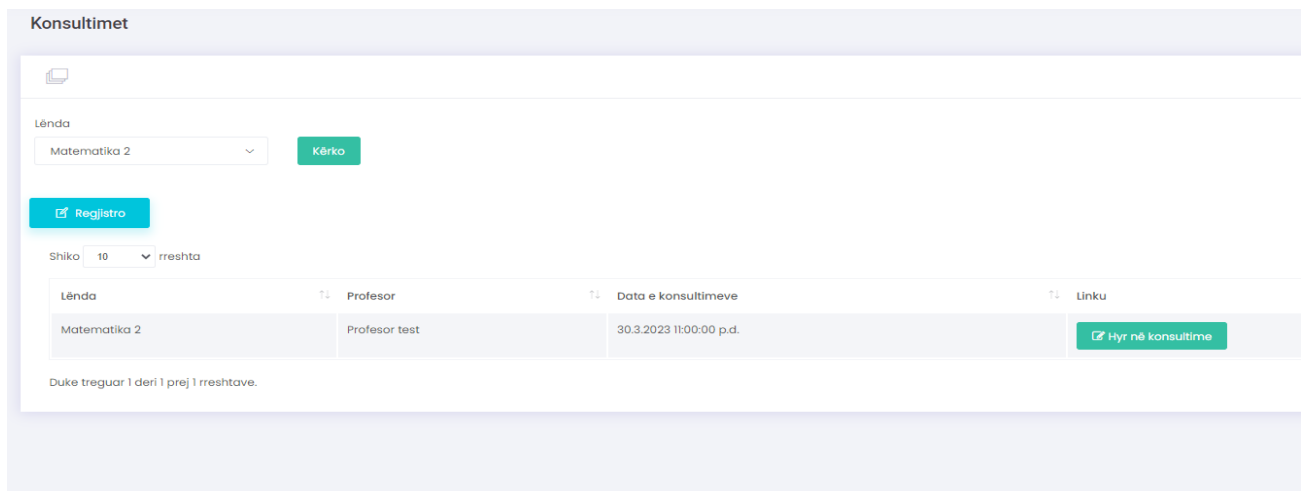 Konsultimet
Lënda
Matematika 2
Kërko
Regjistro
Shiko 10 rreshta
Lënda Profesor Data e konsultimeve Linku
Matematika 2 Profesor test 30.3.2023 11:00:00 p.d. Hyr në konsultime
Duke treguar 1 deri 1 prej 1 rreshtave.